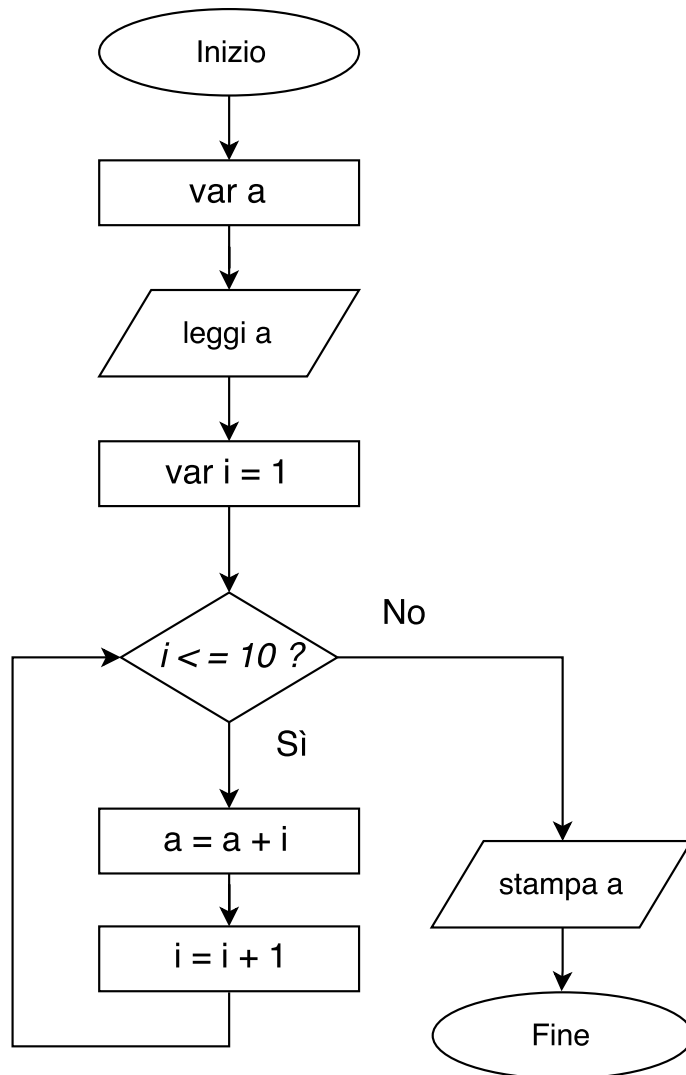 Inizio
var a
leggi a
var i = 1
i < = 10 ?
No
Sì
a = a + i
i = i + 1
stampa a
Fine